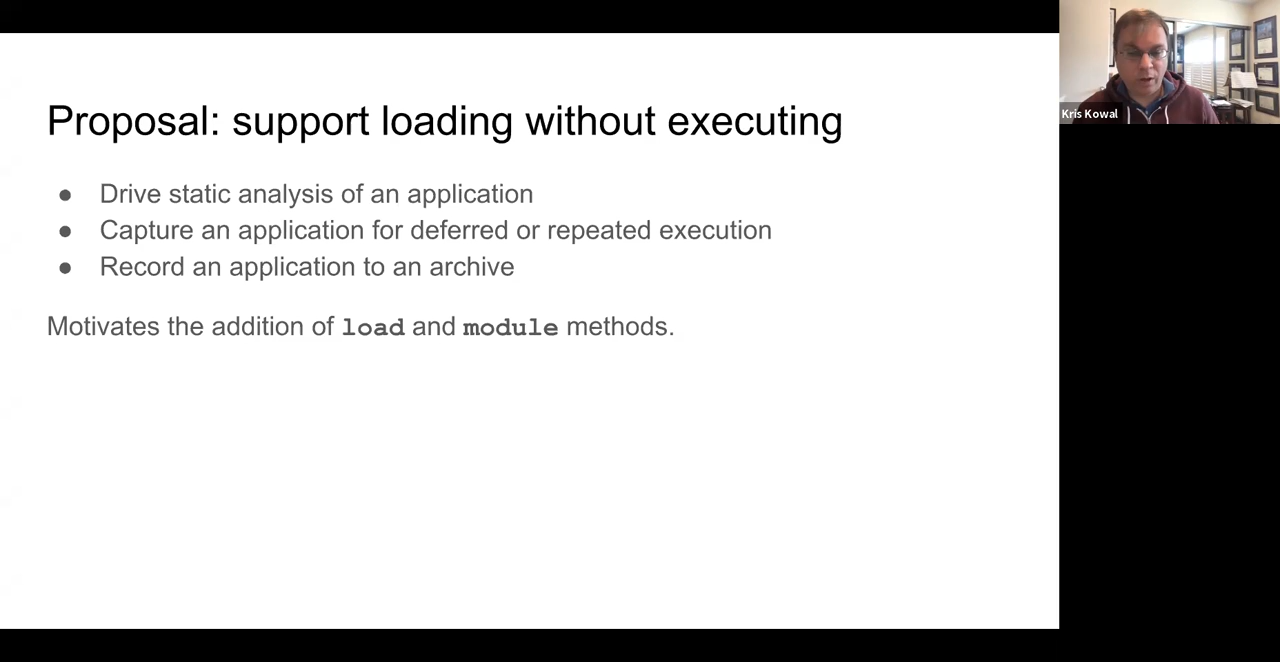 Proposal: support loading without executing
● Drive static analysis of an application
● Capture an application for deferred or repeated execution
● Record an application to an archive
Motivates the addition of load and module methods.
Kris Kowal